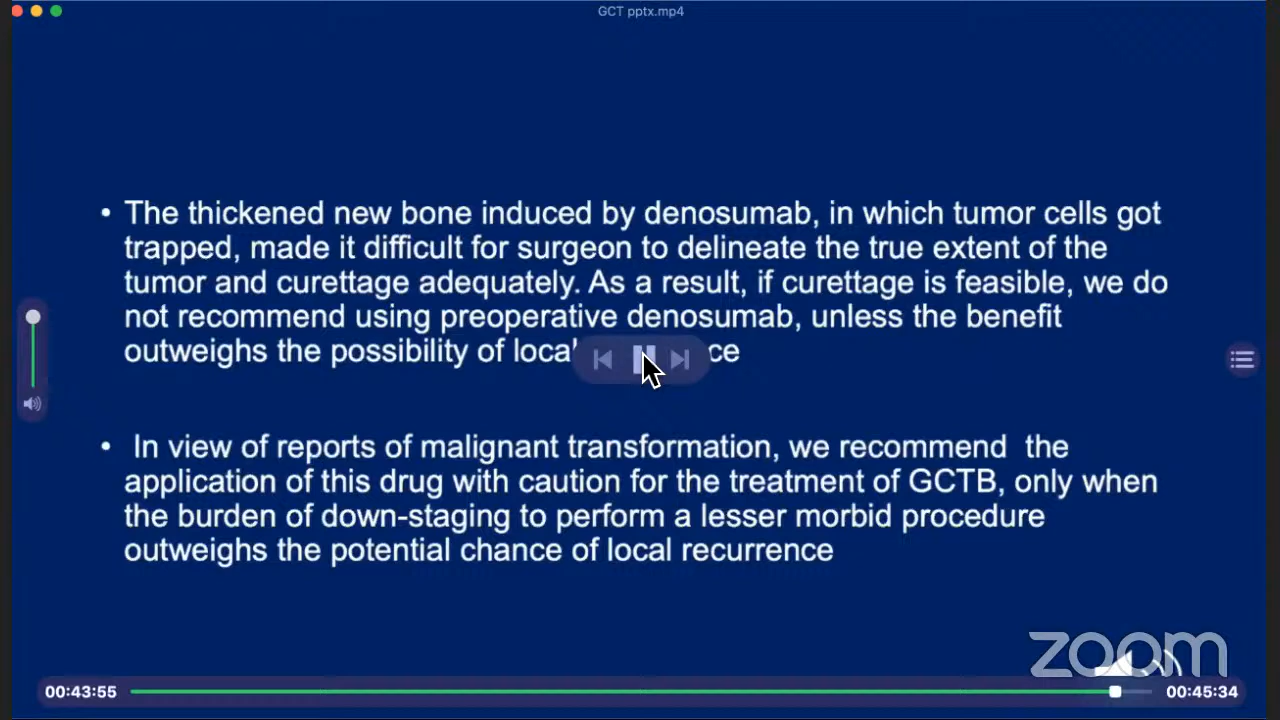 GCT pptx.mp4
• The thickened new bone induced by denosumab, in which tumor cells got
trapped, made it difficult for surgeon to delineate the true extent of the
tumor and curettage adequately. As a result, if curettage is feasible, we do
not recommend using preoperative denosumab, unless the benefit
outweighs the possibility of
• In view of reports of malignant transformation, we recommend the
application of this drug with caution for the treatment of GCTB, only when
the burden of down-staging to perform a lesser morbid procedure
outweighs the potential chance of local recurrence
zoom
00:43:55
00:45:34